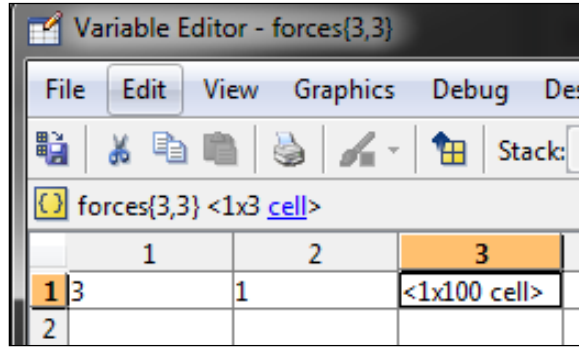 Variable Editor - forces{3,3}
File Edit View Graphics Debug
Stack:
forces{3,3} <1x3 cell>
1 2 3
1 3 1 <1x100 cell>
2